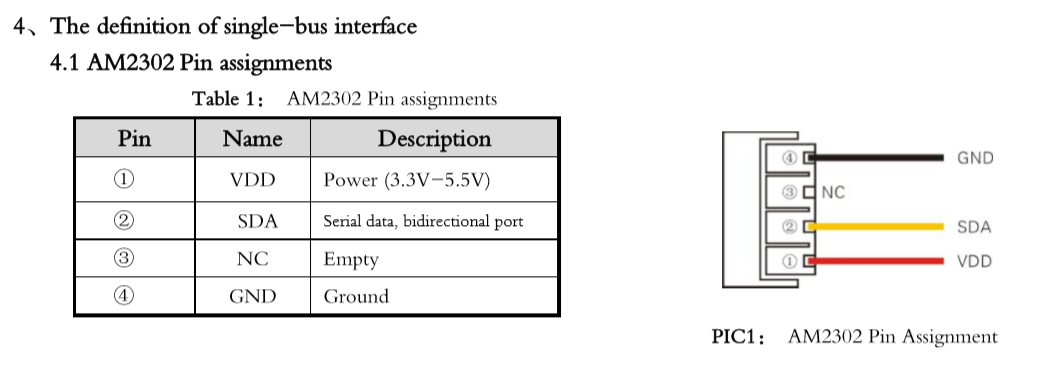 4、The definition of single-bus interface
4.1 AM2302 Pin assignments
Table 1： AM2302 Pin assignments
Pin Name Description
① VDD Power (3.3V-5.5V)
② SDA Serial data, bidirectional port
③ NC Empty
④ GND Ground
④ GND
③ NC
② SDA
① VDD
PIC1： AM2302 Pin Assignment